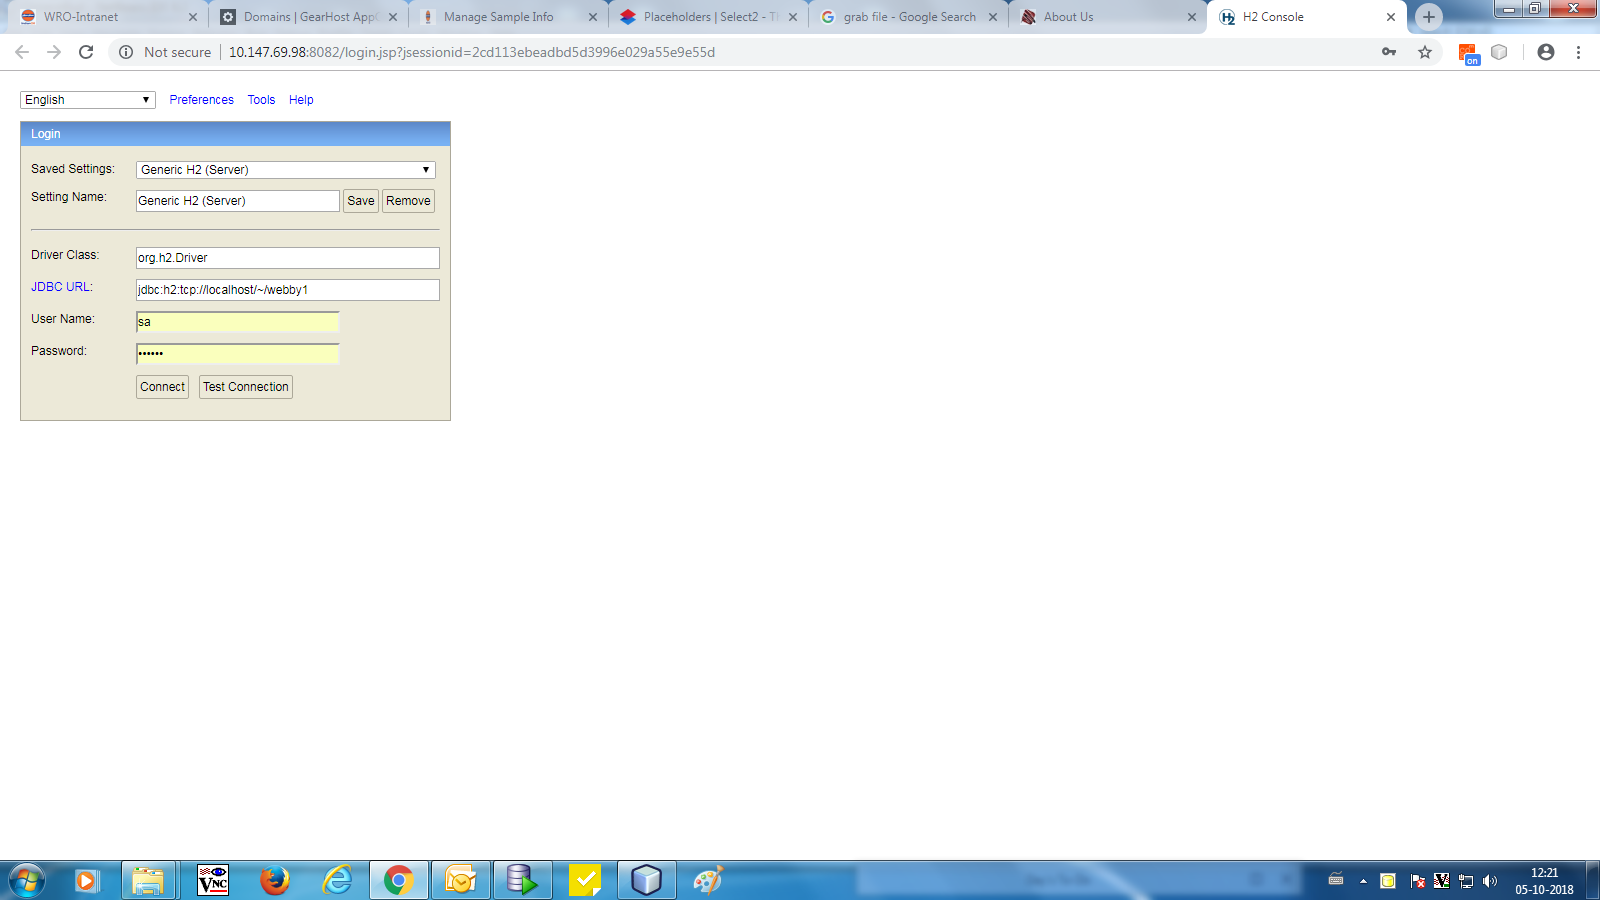 WRO-Intranet
Domains | GearHost App
Manage Sample Info
Placeholders | Select2 - T
grab file - Google Search
About Us
H2 Console
Not secure
10.147.69.98:8082/login.jsp?jsessionid=2cd113ebeadbd5d3996e029a55e9e55d
on
English
Preferences
Tools
Help
Login
Saved Settings:
Generic H2 (Server)
Setting Name:
Generic H2 (Server)
Save
Remove
Driver Class:
org.h2.Driver
JDBC URL:
jdbc:h2:tcp://localhost/~/webby1
User Name:
sa
Password:
••••••
Connect
Test Connection
VNC
12:21
05-10-2018